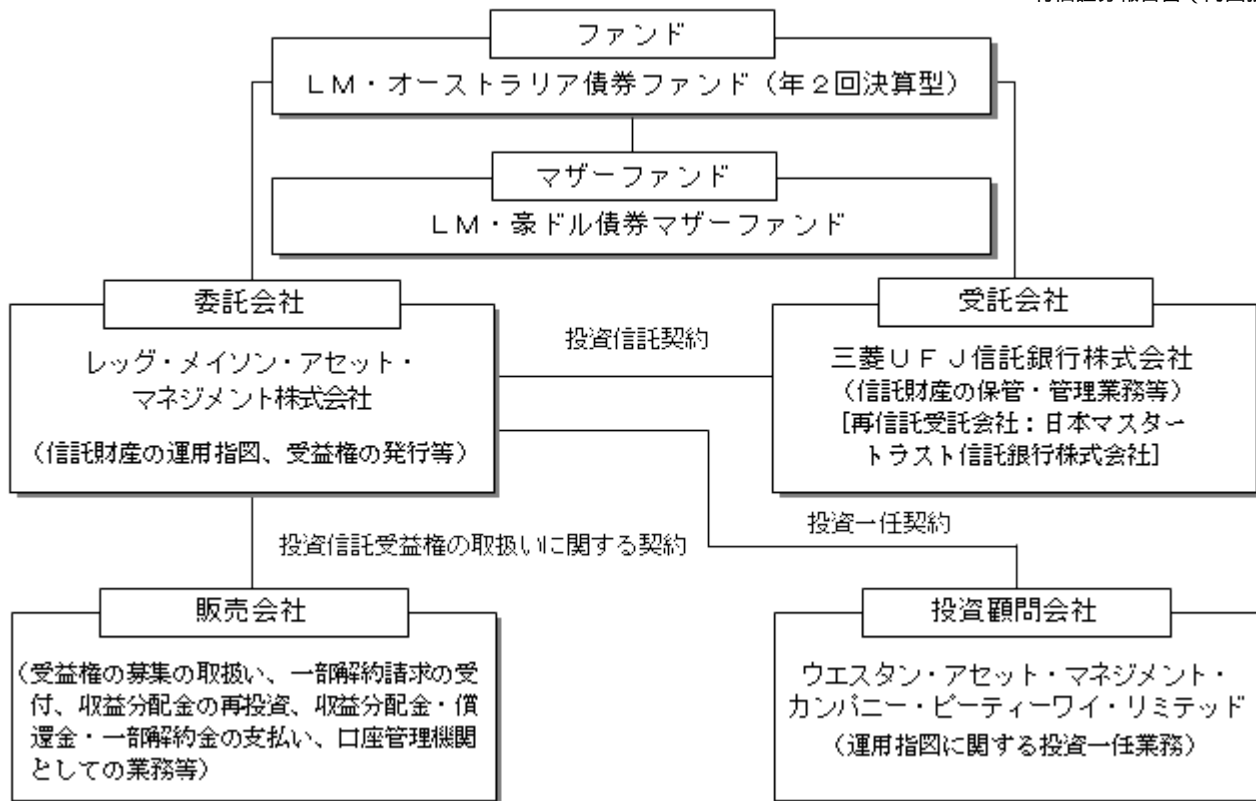 ファンド
LM・オーストラリア債券ファンド(年2回決算型)
マザーファンド
LM・豪ドル債券マザーファンド
委託会社
レッグ・メイソン・アセット・
マネジメント株式会社
(信託財産の運用指図、受益権の発行等)
投資信託契約
受託会社
三菱UFJ信託銀行株式会社
(信託財産の保管・管理業務等)
[再信託受託会社:日本マスター
トラスト信託銀行株式会社]
投資信託受益権の取扱いに関する契約
投資一任契約
販売会社
(受益権の募集の取扱い、一部解約請求の受
付、収益分配金の再投資、収益分配金・償
還金・一部解約金の支払い、口座管理機関
としての業務等)
投資顧問会社
ウエスタン・アセット・マネジメント・
カンパニー・ピーティーワイ・リミテッド
(運用指図に関する投資一任業務)